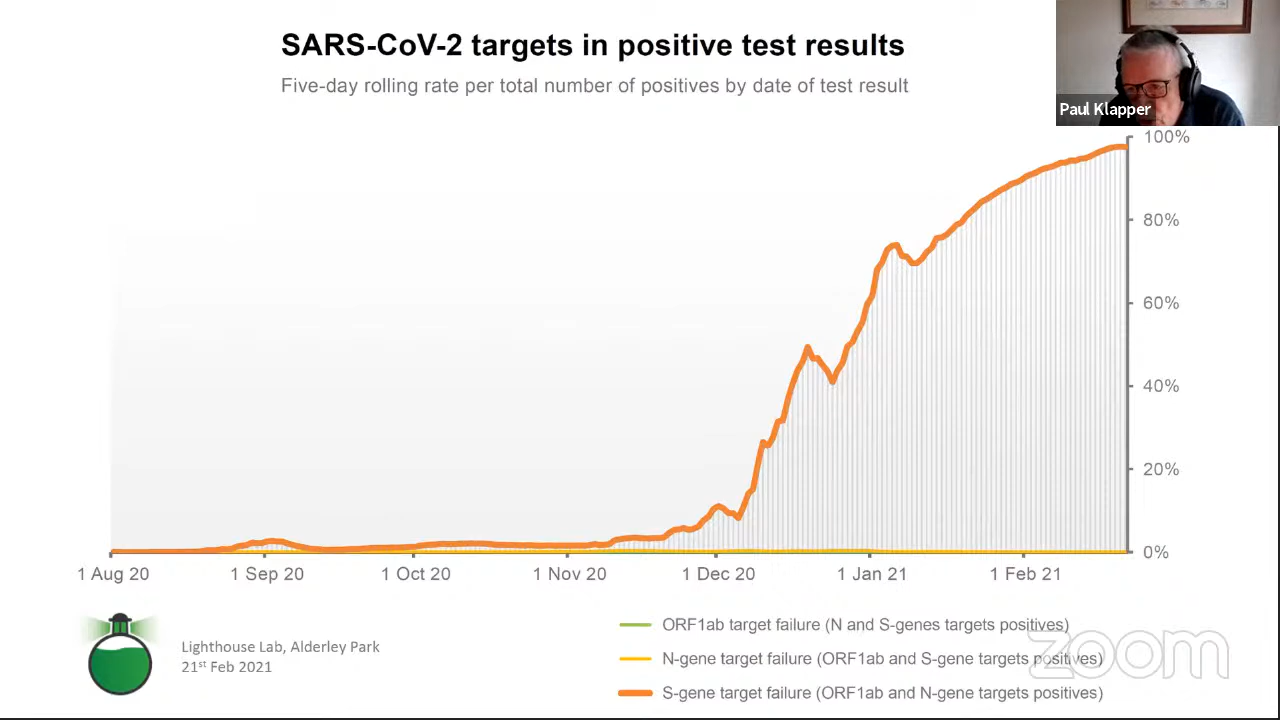 SARS-CoV-2 targets in positive test results
Five-day rolling rate per total number of positives by date of test result
Paul Klapper
100%
80%
60%
40%
20%
0%
1 Aug 20 1 Sep 20 1 Oct 20 1 Nov 20 1 Dec 20 1 Jan 21 1 Feb 21
Lighthouse Lab, Alderley Park
21st Feb 2021
ORF1ab target failure (N and S-genes targets positives)
N-gene target failure (ORF1ab and S-gene targets positives)
S-gene target failure (ORF1ab and N-gene targets positives)
zoom